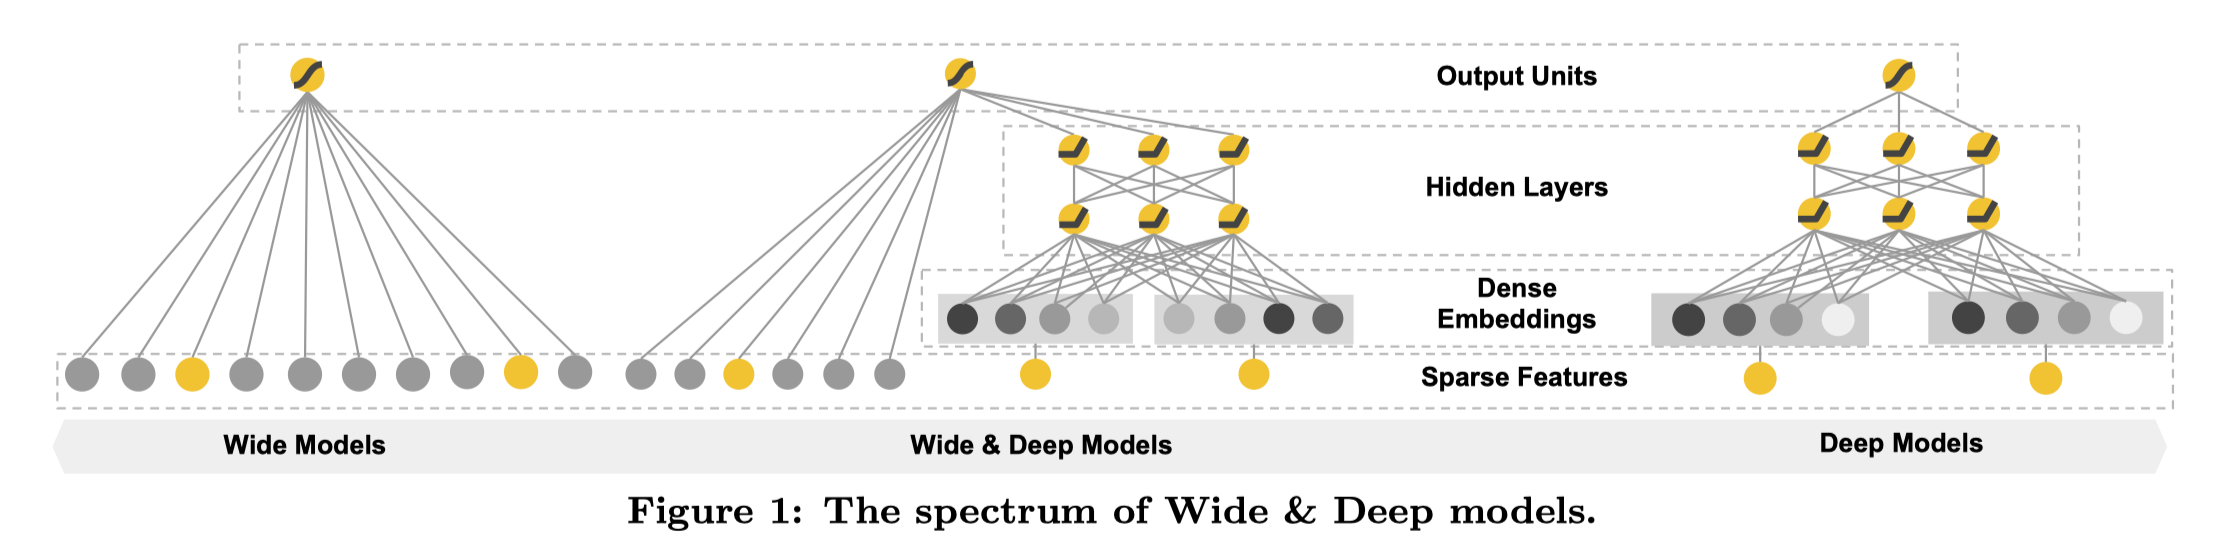 Output Units
Hidden Layers
Dense
Embeddings
Sparse Features
Wide Models
Wide & Deep Models
Deep Models
Figure 1: The spectrum of Wide & Deep models.